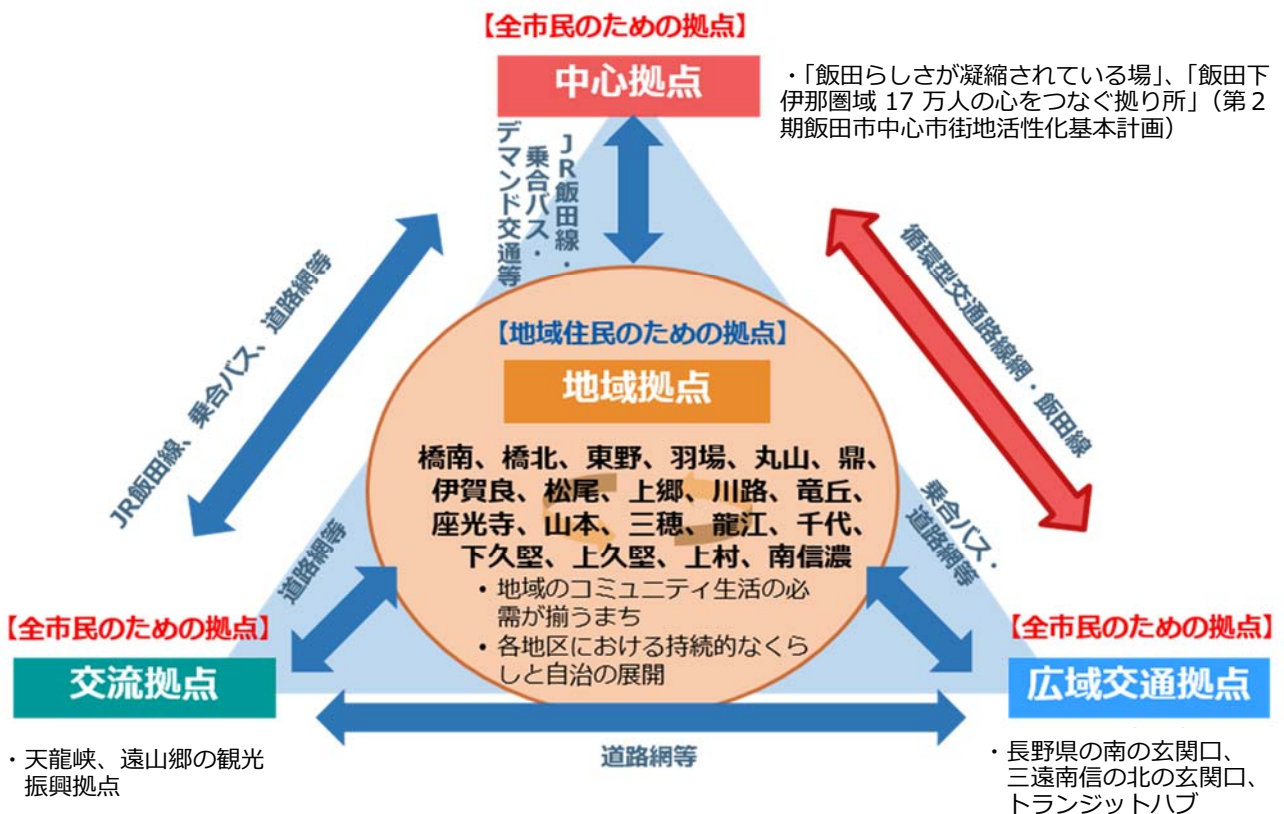 【全市民のための拠点】
中心拠点
・「飯田らしさが凝縮されている場」、「飯田下
伊那圏域 17 万人の心をつなぐ拠り所」（第２
期飯田市中心市街地活性化基本計画）
ＪＲ飯田線・
乗合バス・
デマンド交通等
JR飯田線、乗合バス、道路網等
循環型交通路線網・飯田線
【地域住民のための拠点】
地域拠点
橋南、橋北、東野、羽場、丸山、鼎、
伊賀良、松尾、上郷、川路、竜丘、
座光寺、山本、三穂、龍江、千代、
下久堅、上久堅、上村、南信濃
・地域のコミュニティ生活の必
需が揃うまち
・各地区における持続的なくら
しと自治の展開
道路網等
乗合バス・
道路網等
【全市民のための拠点】
交流拠点
・天龍峡、遠山郷の観光
振興拠点
道路網等
【全市民のための拠点】
広域交通拠点
・長野県の南の玄関口、
三遠南信の北の玄関口、
トランジットハブ